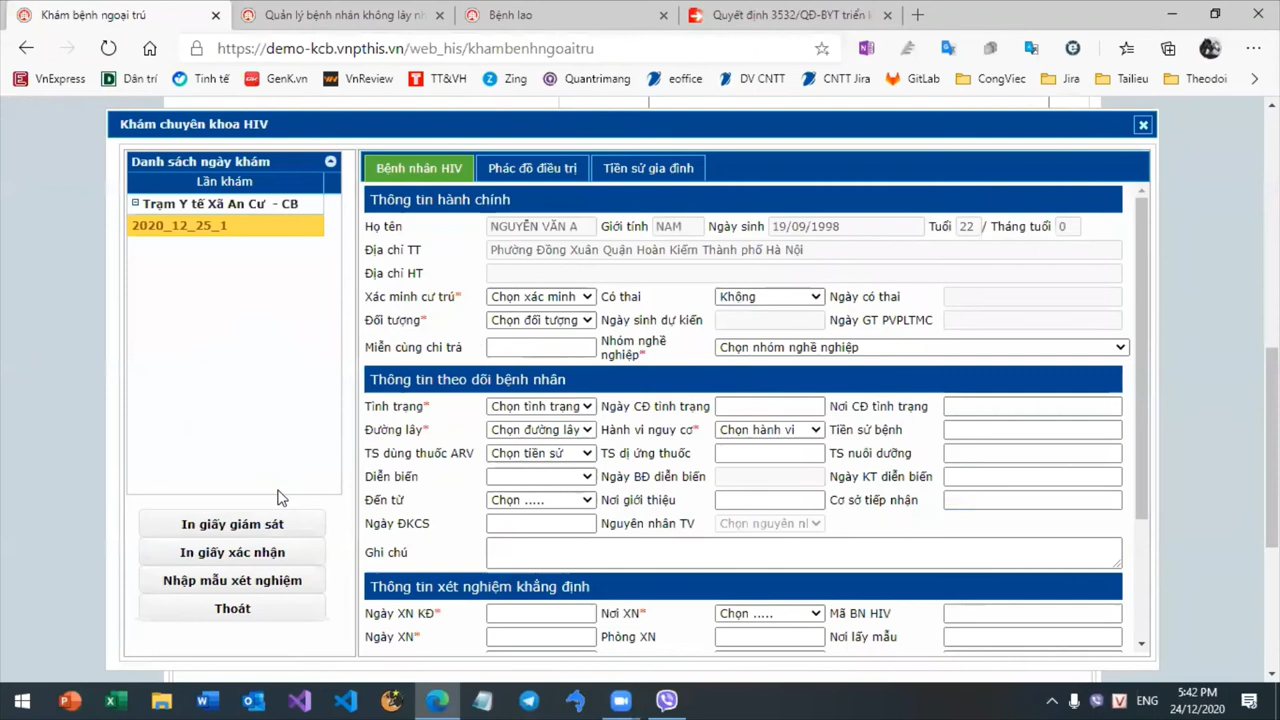 Khám bệnh ngoại trú
Quản lý bệnh nhân không lây nh
Bệnh lao
Quyết định 3532/QĐ-BYT triển k
https://demo-kcb.vnpthis.vn/web_his/khambenhngoaitru
VnExpress Dân trí Tinh tế GenK.vn VnReview TT&VH Zing Quantrimang eoffice DV CNTT CNTT Jira GitLab CongViec Jira Tailieu Theodoi
Khám chuyên khoa HIV
Danh sách ngày khám
Lần khám
Trạm Y tế Xã An Cư - CB
2020_12_25_1
In giấy giám sát
In giấy xác nhận
Nhập mẫu xét nghiệm
Thoát
Bệnh nhân HIV Phác đồ điều trị Tiền sử gia đình
Thông tin hành chính
Họ tên NGUYỄN VĂN A Giới tính NAM Ngày sinh 19/09/1998 Tuổi 22 / Tháng tuổi 0
Địa chỉ TT Phường Đồng Xuân Quận Hoàn Kiếm Thành phố Hà Nội
Địa chỉ HT
Xác minh cư trú* Chọn xác minh Có thai Không Ngày có thai
Đối tượng* Chọn đối tượng Ngày sinh dự kiến Ngày GT PVPLTMC
Miễn cùng chi trả Nhóm nghề nghiệp* Chọn nhóm nghề nghiệp
Thông tin theo dõi bệnh nhân
Tình trạng* Chọn tình trạng Ngày CĐ tình trạng Nơi CĐ tình trạng
Đường lây* Chọn đường lây Hành vi nguy cơ* Chọn hành vi Tiền sử bệnh
TS dùng thuốc ARV Chọn tiền sử TS dị ứng thuốc TS nuôi dưỡng
Diễn biến Ngày BĐ diễn biến Ngày KT diễn biến
Đến từ Chọn ..... Nơi giới thiệu Cơ sở tiếp nhận
Ngày ĐKCS Nguyên nhân TV Chọn nguyên nl
Ghi chú
Thông tin xét nghiệm khẳng định
Ngày XN KĐ* Nơi XN* Chọn ..... Mã BN HIV
Ngày XN* Phòng XN Nơi lấy mẫu
ENG
5:42 PM
24/12/2020